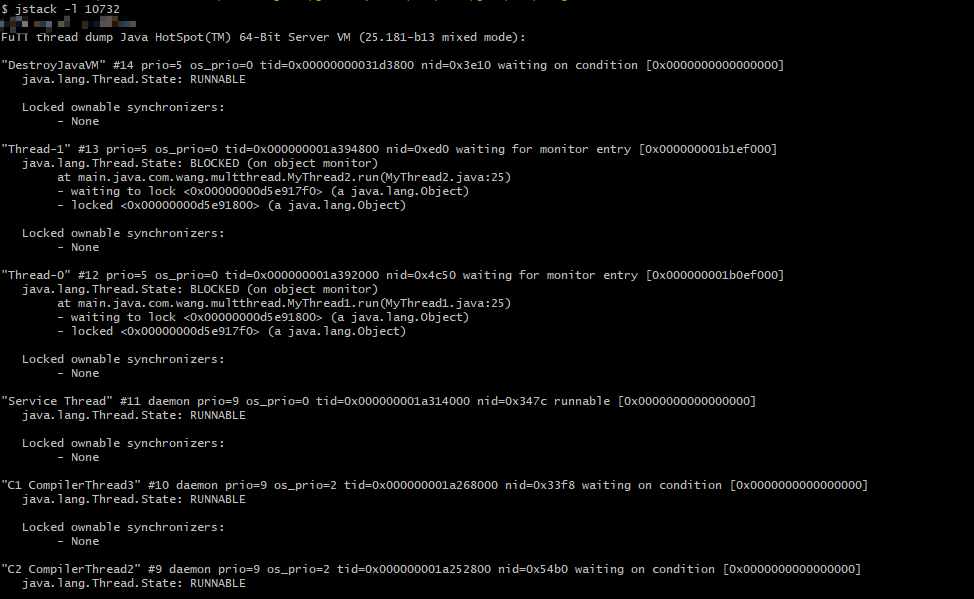 $ jstack -l 10732
Full thread dump Java HotSpot(TM) 64-Bit Server VM (25.181-b13 mixed mode):
"DestroyJavaVM" #14 prio=5 os_prio=0 tid=0x00000000031d3800 nid=0x3e10 waiting on condition [0x0000000000000000]
java.lang.Thread.State: RUNNABLE
Locked ownable synchronizers:
- None
"Thread-1" #13 prio=5 os_prio=0 tid=0x000000001a394800 nid=0xed0 waiting for monitor entry [0x000000001b1ef000]
java.lang.Thread.State: BLOCKED (on object monitor)
at main.java.com.wang.multthread.MyThread2.run(MyThread2.java:25)
- waiting to lock <0x00000000d5e917f0> (a java.lang.Object)
- locked <0x00000000d5e91800> (a java.lang.Object)
Locked ownable synchronizers:
- None
"Thread-0" #12 prio=5 os_prio=0 tid=0x000000001a392000 nid=0x4c50 waiting for monitor entry [0x000000001b0ef000]
java.lang.Thread.State: BLOCKED (on object monitor)
at main.java.com.wang.multthread.MyThread1.run(MyThread1.java:25)
- waiting to lock <0x00000000d5e91800> (a java.lang.Object)
- locked <0x00000000d5e917f0> (a java.lang.Object)
Locked ownable synchronizers:
- None
"Service Thread" #11 daemon prio=9 os_prio=0 tid=0x000000001a314000 nid=0x347c runnable [0x0000000000000000]
java.lang.Thread.State: RUNNABLE
Locked ownable synchronizers:
- None
"C1 CompilerThread3" #10 daemon prio=9 os_prio=2 tid=0x000000001a268000 nid=0x33f8 waiting on condition [0x0000000000000000]
java.lang.Thread.State: RUNNABLE
Locked ownable synchronizers:
- None
"C2 CompilerThread2" #9 daemon prio=9 os_prio=2 tid=0x000000001a252800 nid=0x54b0 waiting on condition [0x0000000000000000]
java.lang.Thread.State: RUNNABLE